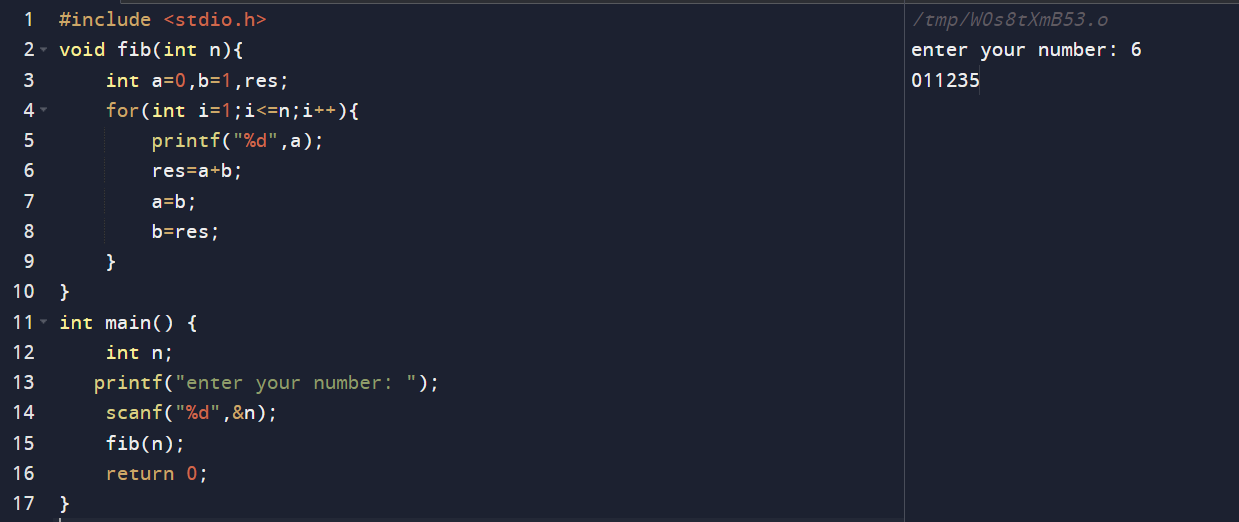 1 #include <stdio.h>
2 void fib(int n){
3     int a=0,b=1,res;
4     for(int i=1;i<=n;i++){
5         printf("%d",a);
6         res=a+b;
7         a=b;
8         b=res;
9     }
10 }
11 int main() {
12     int n;
13    printf("enter your number: ");
14     scanf("%d",&n);
15     fib(n);
16     return 0;
17 }
/tmp/WOs8tXmB53.o
enter your number: 6
011235